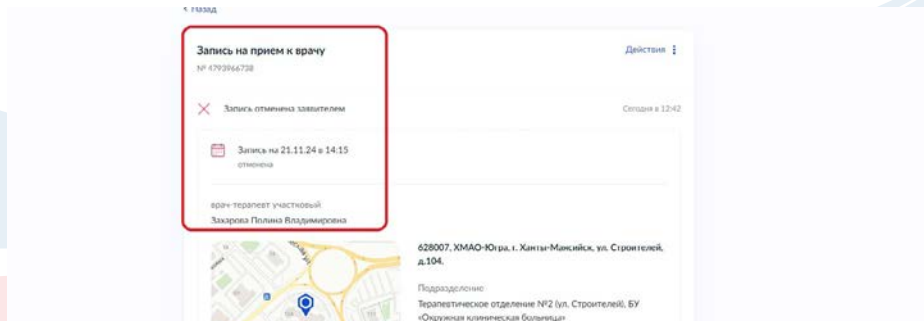 < Назад
Запись на прием к врачу
Действия
№ 4793966738
Запись отменена заявителем
Сегодня в 12:42
Запись на 21.11.24 в 14:15
отменена
врач-терапевт участковый
Захарова Полина Владимировна
628007, ХМАО-Югра, г. Ханты-Мансийск, ул. Строителей,
д.104.
Подразделение
Терапевтическое отделение №2 (ул. Строителей), БУ
«Окружная клиническая больница»